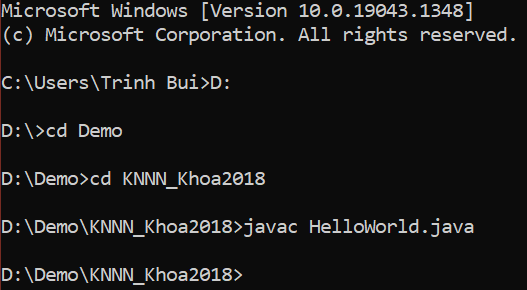 Microsoft Windows [Version 10.0.19043.1348]
(c) Microsoft Corporation. All rights reserved.
C:\Users\Trinh Bui>D:
D:\>cd Demo
D:\Demo>cd KNNN_Khoa2018
D:\Demo\KNNN_Khoa2018>javac HelloWorld.java
D:\Demo\KNNN_Khoa2018>